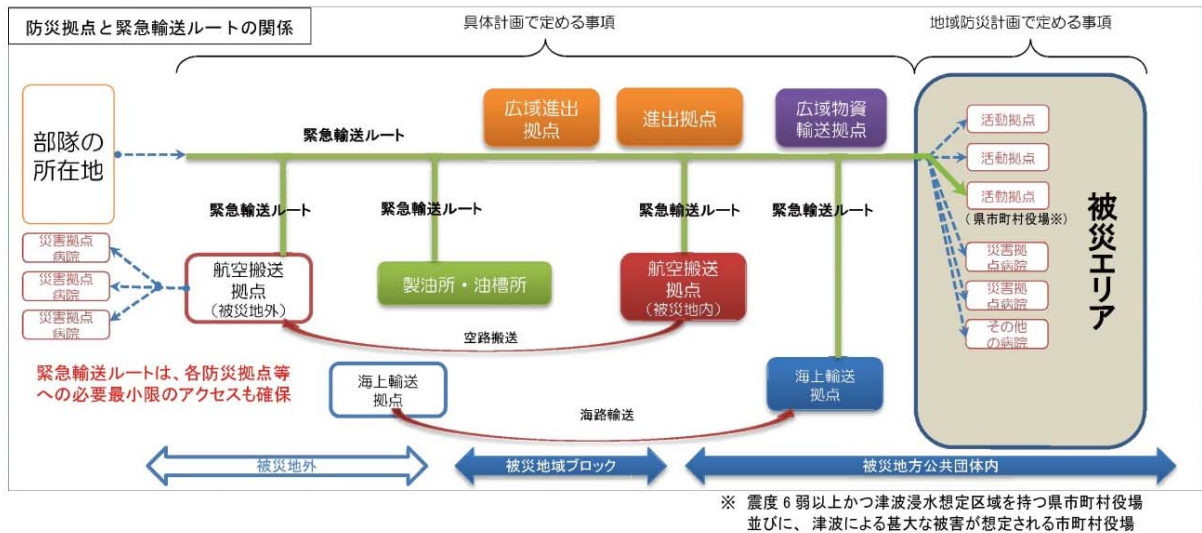 防災拠点と緊急輸送ルートの関係
具体計画で定める事項
地域防災計画で定める事項
部隊の
所在地
緊急輸送ルート
広域進出
拠点
進出拠点
広域物資
輸送拠点
活動拠点
活動拠点
活動拠点
(県市町村役場※)
災害拠
点病院
災害拠
点病院
その他
の病院
被災エリア
緊急輸送ルート
緊急輸送ルート
緊急輸送ルート
緊急輸送ルート
災害拠点
病院
災害拠点
病院
災害拠点
病院
航空搬送
拠点
(被災地外)
製油所・油槽所
航空搬送
拠点
(被災地内)
空路搬送
緊急輸送ルートは、各防災拠点等
への必要最小限のアクセスも確保
海上輸送
拠点
海上輸送
拠点
海路輸送
被災地外
被災地域ブロック
被災地方公共団体内
※ 震度6弱以上かつ津波浸水想定区域を持つ県市町村役場
並びに、津波による甚大な被害が想定される市町村役場